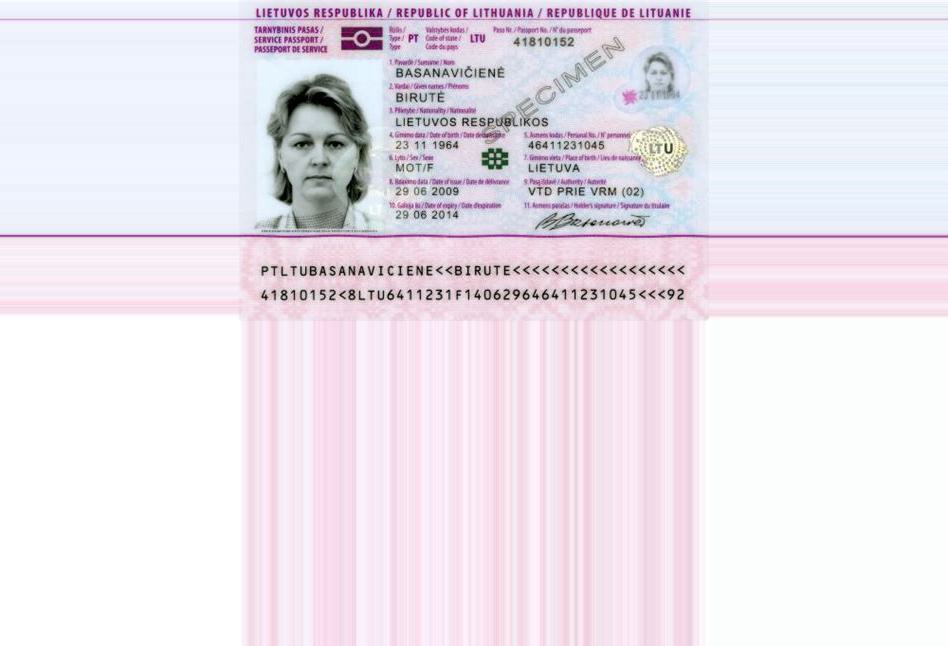 LIETUVOS RESPUBLIKA / REPUBLIC OF LITHUANIA / REPUBLIQUE DE LITUANIE
TARNYBINIS PASAS /
SERVICE PASSPORT /
PASSEPORT DE SERVICE
Rūšis /
Type / PT
Type
Valstybės kodas /
Code of state / LTU
Code du pays
Paso Nr. / Passport No. / N° du passeport
41810152
1. Pavardė / Surname / Nom
BASANAVIČIENĖ
2. Vardai / Given names / Prénoms
BIRUTĖ
3. Pilietybė / Nationality / Nationalité
LIETUVOS RESPUBLIKOS
4. Gimimo data / Date of birth / Date de naissance
23 11 1964
5. Asmens kodas / Personal No. / N° personnel
46411231045
6. Lytis / Sex / Sexe
MOT/F
7. Gimimo vieta / Place of birth / Lieu de naissance
LIETUVA
8. Išdavimo data / Date of issue / Date de délivrance
29 06 2009
9. Pasą išdavė / Authority / Autorité
VTD PRIE VRM (02)
10. Galioja iki / Date of expiry / Date d'expiration
29 06 2014
11. Asmens parašas / Holder's signature / Signature du titulaire
SPECIMEN
LTU
PTLTUBASANAVICIENE<<BIRUTE<<<<<<<<<<<<<<<<<<
41810152<8LTU6411231F140629646411231045<<<92